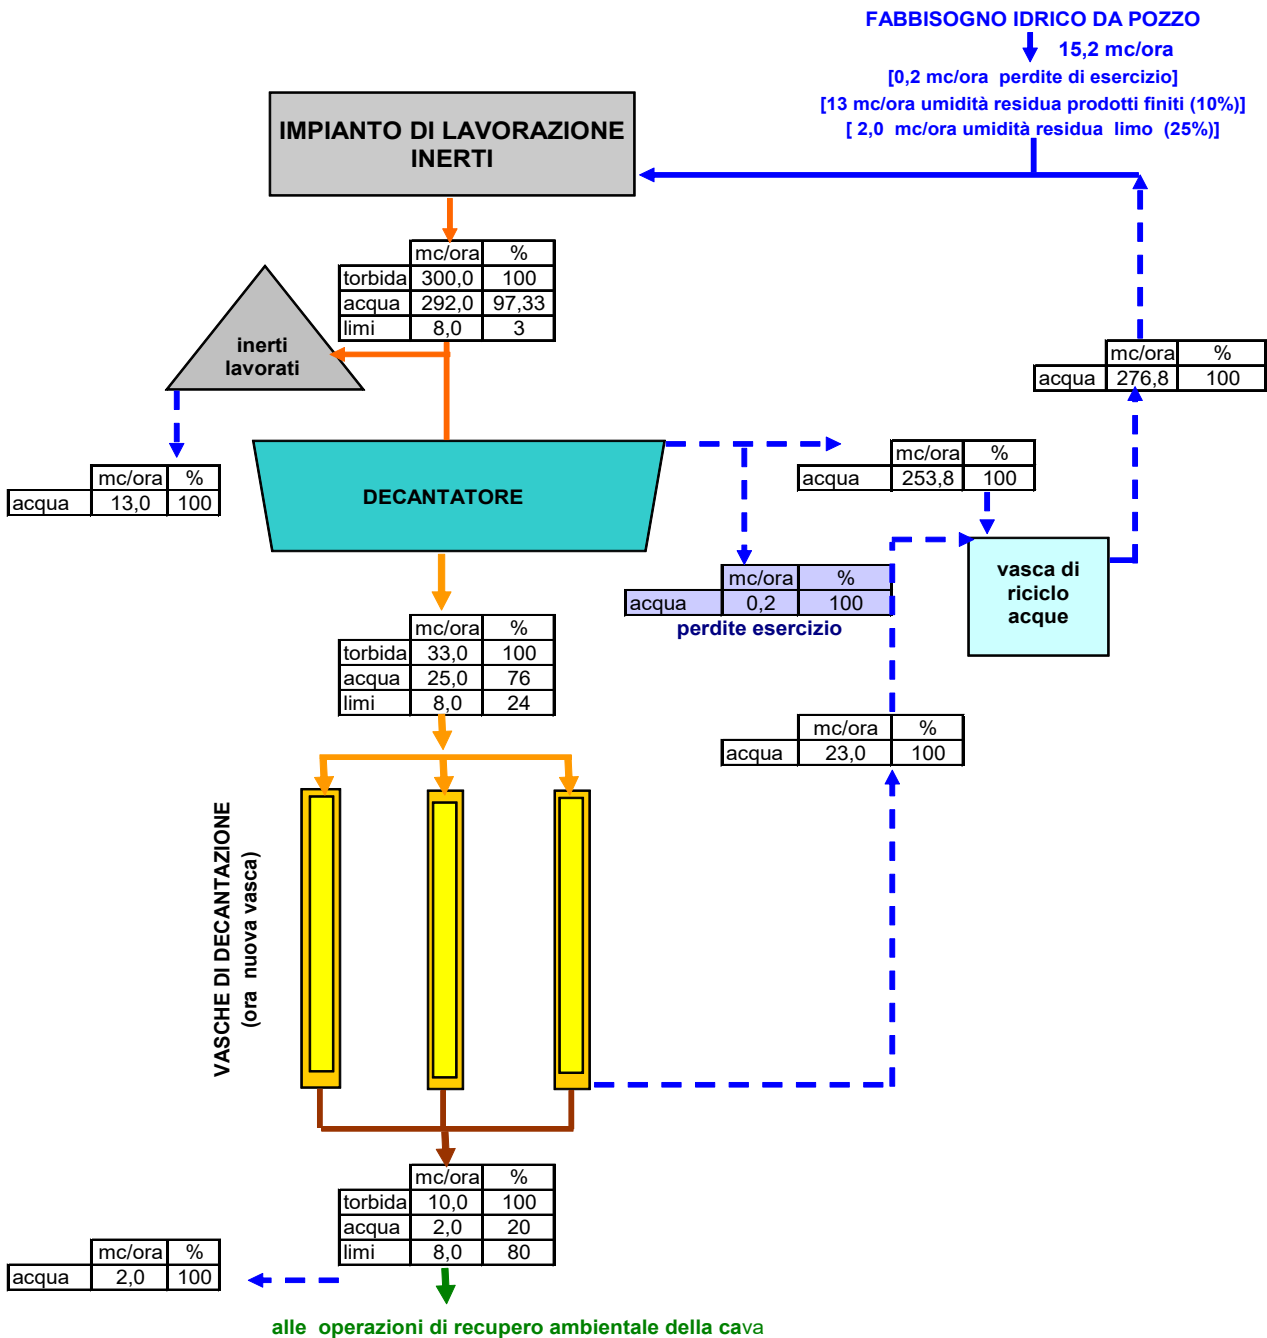 FABBISOGNO IDRICO DA POZZO
15,2 mc/ora
[0,2 mc/ora perdite di esercizio]
[13 mc/ora umidità residua prodotti finiti (10%)]
[ 2,0 mc/ora umidità residua limo (25%)]
IMPIANTO DI LAVORAZIONE
INERTI
mc/ora %
torbida 300,0 100
acqua 292,0 97,33
limi 8,0 3
inerti
lavorati
mc/ora %
acqua 276,8 100
mc/ora %
acqua 13,0 100
DECANTATORE
mc/ora %
acqua 253,8 100
vasca di
riciclo
acque
mc/ora %
acqua 0,2 100
perdite esercizio
mc/ora %
torbida 33,0 100
acqua 25,0 76
limi 8,0 24
mc/ora %
acqua 23,0 100
VASCHE DI DECANTAZIONE
(ora nuova vasca)
mc/ora %
torbida 10,0 100
acqua 2,0 20
limi 8,0 80
mc/ora %
acqua 2,0 100
alle operazioni di recupero ambientale della cava